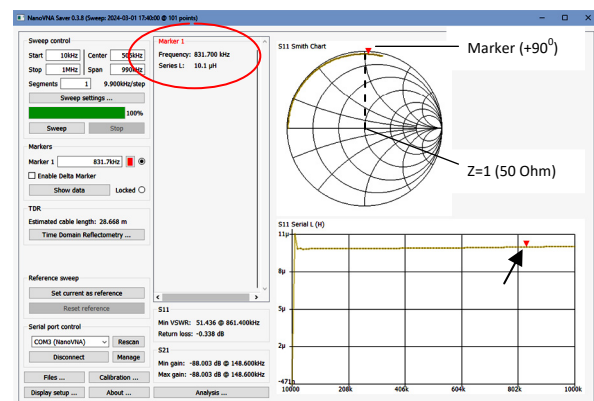 NanoVNA Saver 0.3.8 (Sweep: 2024-03-01 17:40:00 @ 101 points)
Sweep control
Start 10kHz Center 505kHz
Stop 1MHz Span 990kHz
Segments 1 9.900kHz/step
Sweep settings ...
100%
Sweep Stop
Markers
Marker 1 831.7kHz
Enable Delta Marker
Show data Locked
TDR
Estimated cable length: 28.668 m
Time Domain Reflectometry ...
Reference sweep
Set current as reference
Reset reference
Serial port control
COM3 (NanoVNA) Rescan
Disconnect Manage
Files ... Calibration ...
Display setup ... About ...
Marker 1
Frequency: 831.700 kHz
Series L: 10.1 μH
S11
Min VSWR: 51.436 @ 861.400kHz
Return loss: -0.338 dB
S21
Min gain: -88.003 dB @ 148.600kHz
Max gain: -88.003 dB @ 148.600kHz
Analysis ...
S11 Smith Chart
Marker (+90⁰)
Z=1 (50 Ohm)
S11 Serial L (H)
11μ
8μ
5μ
2μ
-471n
10000 208k 406k 604k 802k 1000k